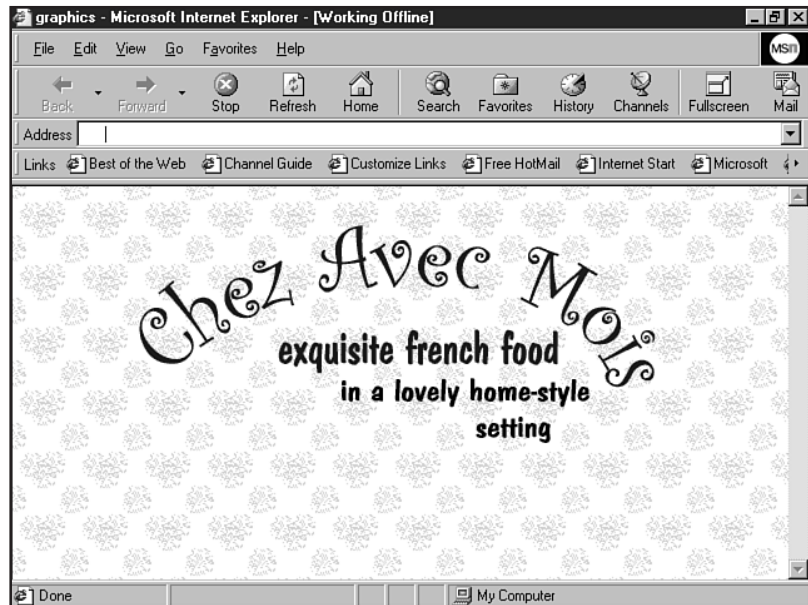 graphics - Microsoft Internet Explorer - [Working Offline]
File Edit View Go Favorites Help
msn
Back Forward Stop Refresh Home Search Favorites History Channels Fullscreen Mail
Address
Links Best of the Web Channel Guide Customize Links Free HotMail Internet Start Microsoft
Chez Avec Mois
exquisite french food
in a lovely home-style
setting
Done My Computer